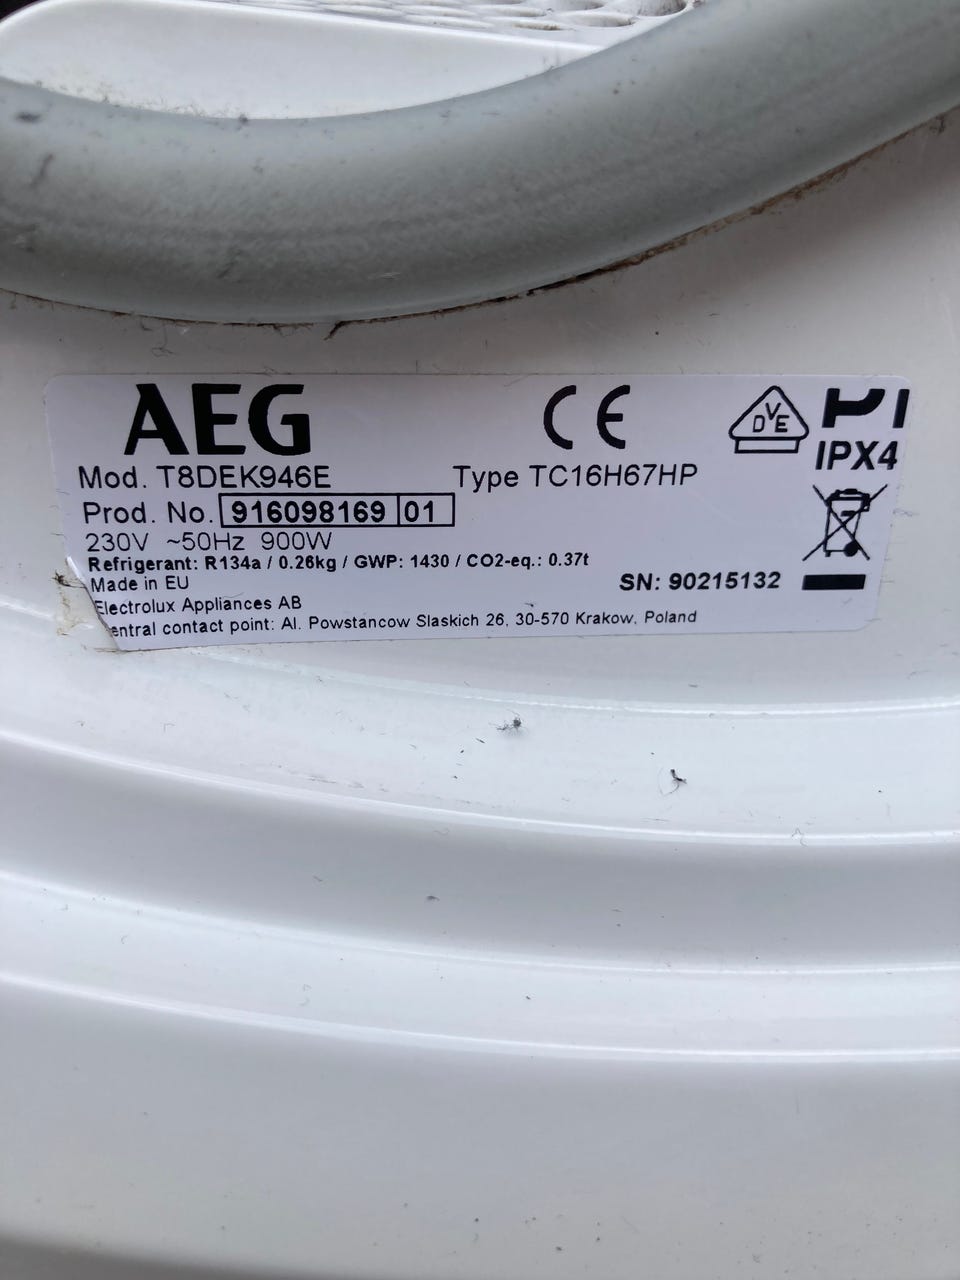 AEG
CE
DVE
IPX4
Mod. T8DEK946E
Type TC16H67HP
Prod. No. 916098169 01
230V ~50Hz 900W
Refrigerant: R134a / 0.26kg / GWP: 1430 / CO2-eq.: 0.37t
Made in EU
SN: 90215132
Electrolux Appliances AB
entral contact point: Al. Powstancow Slaskich 26, 30-570 Krakow, Poland